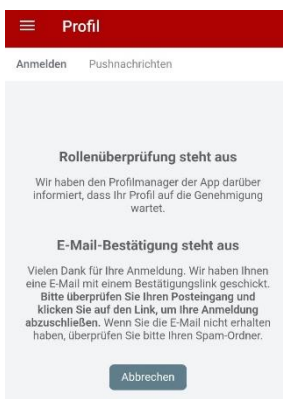 Profil
Anmelden Pushnachrichten
Rollenüberprüfung steht aus
Wir haben den Profilmanager der App darüber
informiert, dass Ihr Profil auf die Genehmigung
wartet.
E-Mail-Bestätigung steht aus
Vielen Dank für Ihre Anmeldung. Wir haben Ihnen
eine E-Mail mit einem Bestätigungslink geschickt.
Bitte überprüfen Sie Ihren Posteingang und
klicken Sie auf den Link, um Ihre Anmeldung
abzuschließen. Wenn Sie die E-Mail nicht erhalten
haben, überprüfen Sie bitte Ihren Spam-Ordner.
Abbrechen